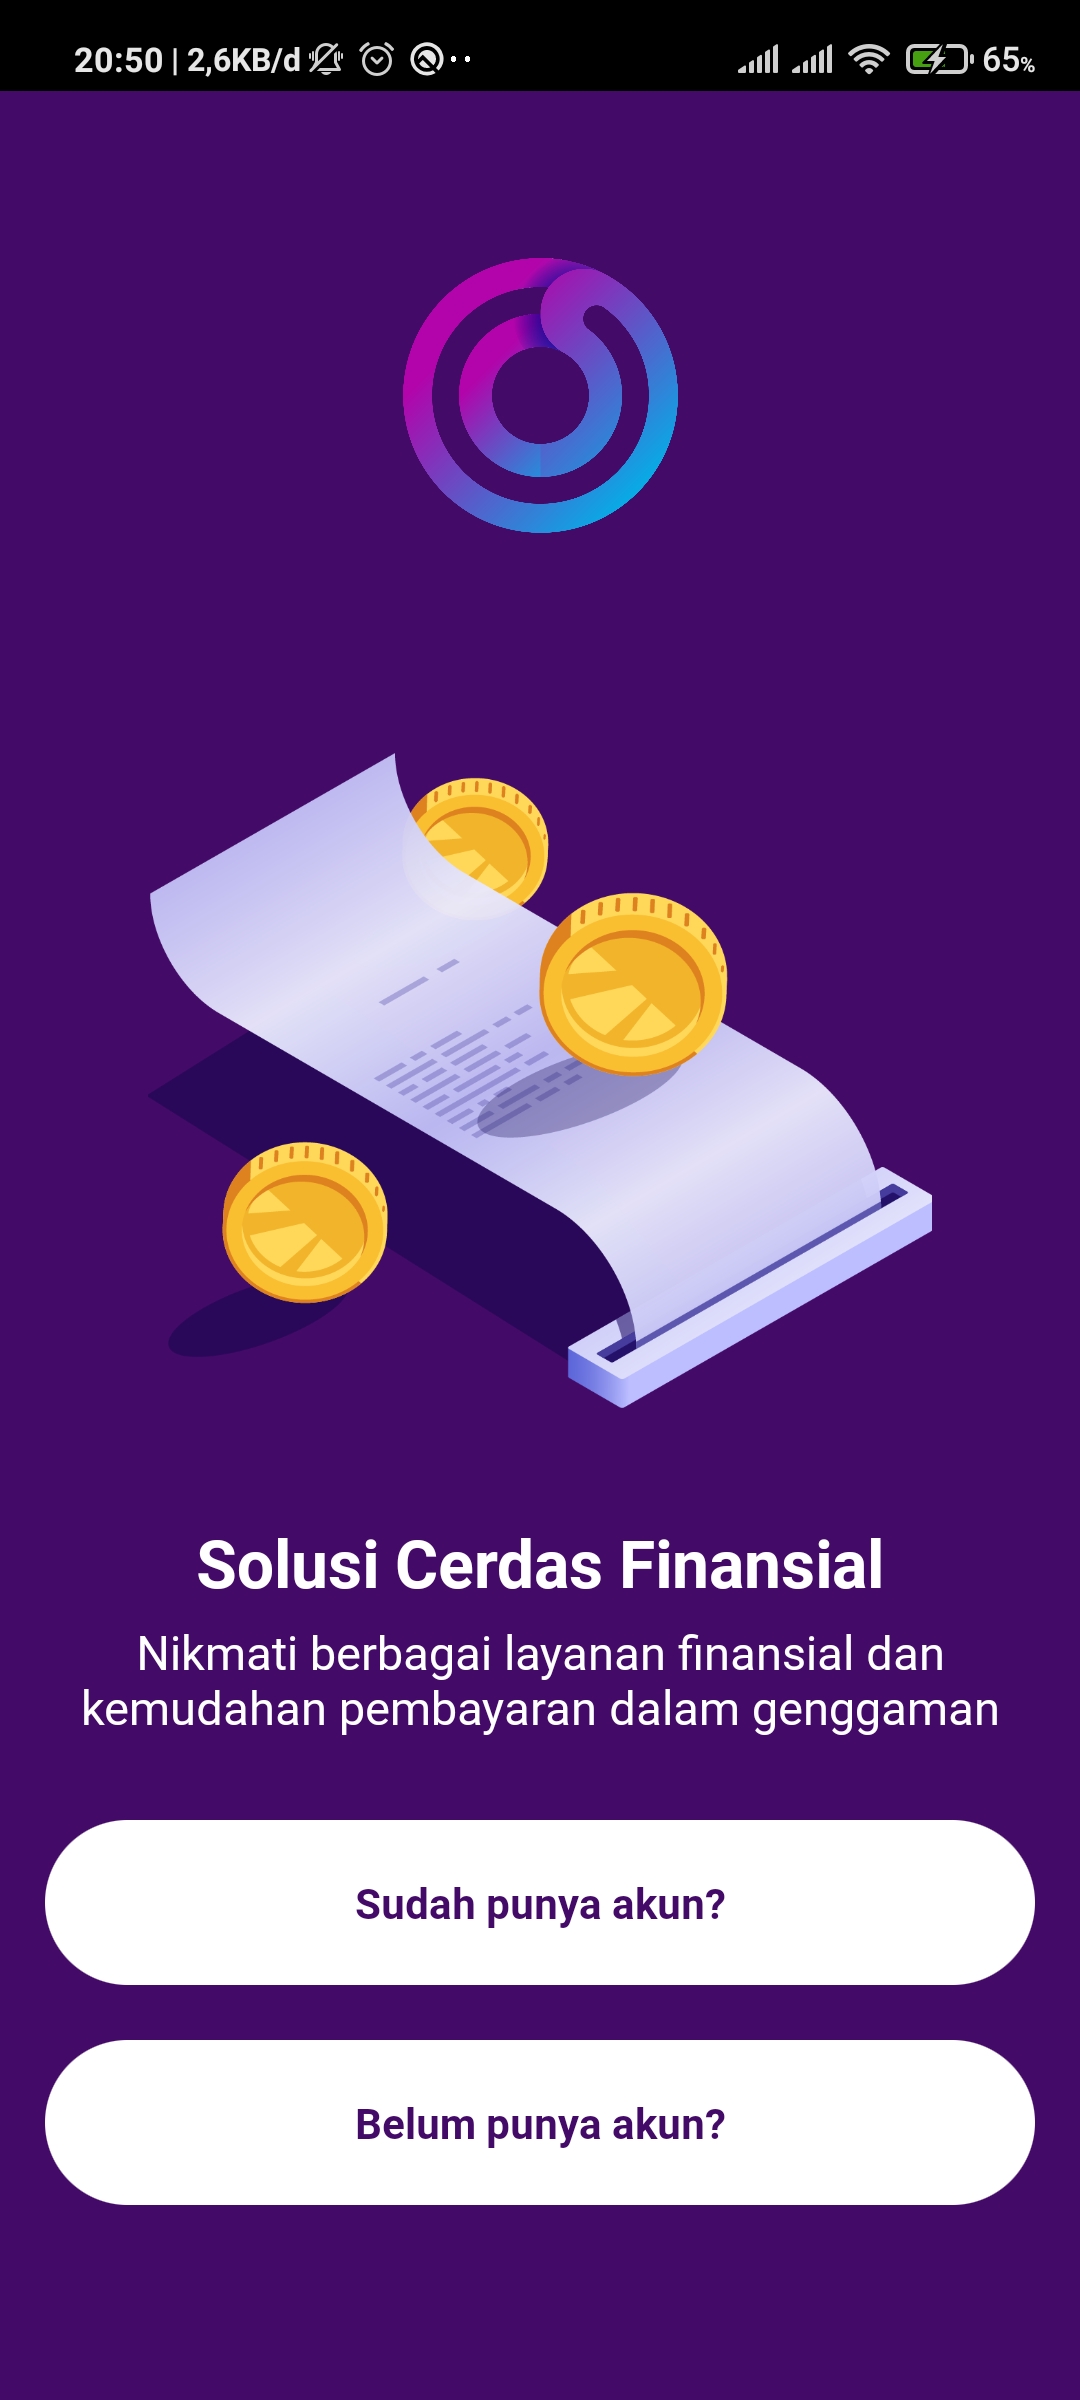 20:50 | 2,6KB/d
65%
Solusi Cerdas Finansial
Nikmati berbagai layanan finansial dan
kemudahan pembayaran dalam genggaman
Sudah punya akun?
Belum punya akun?